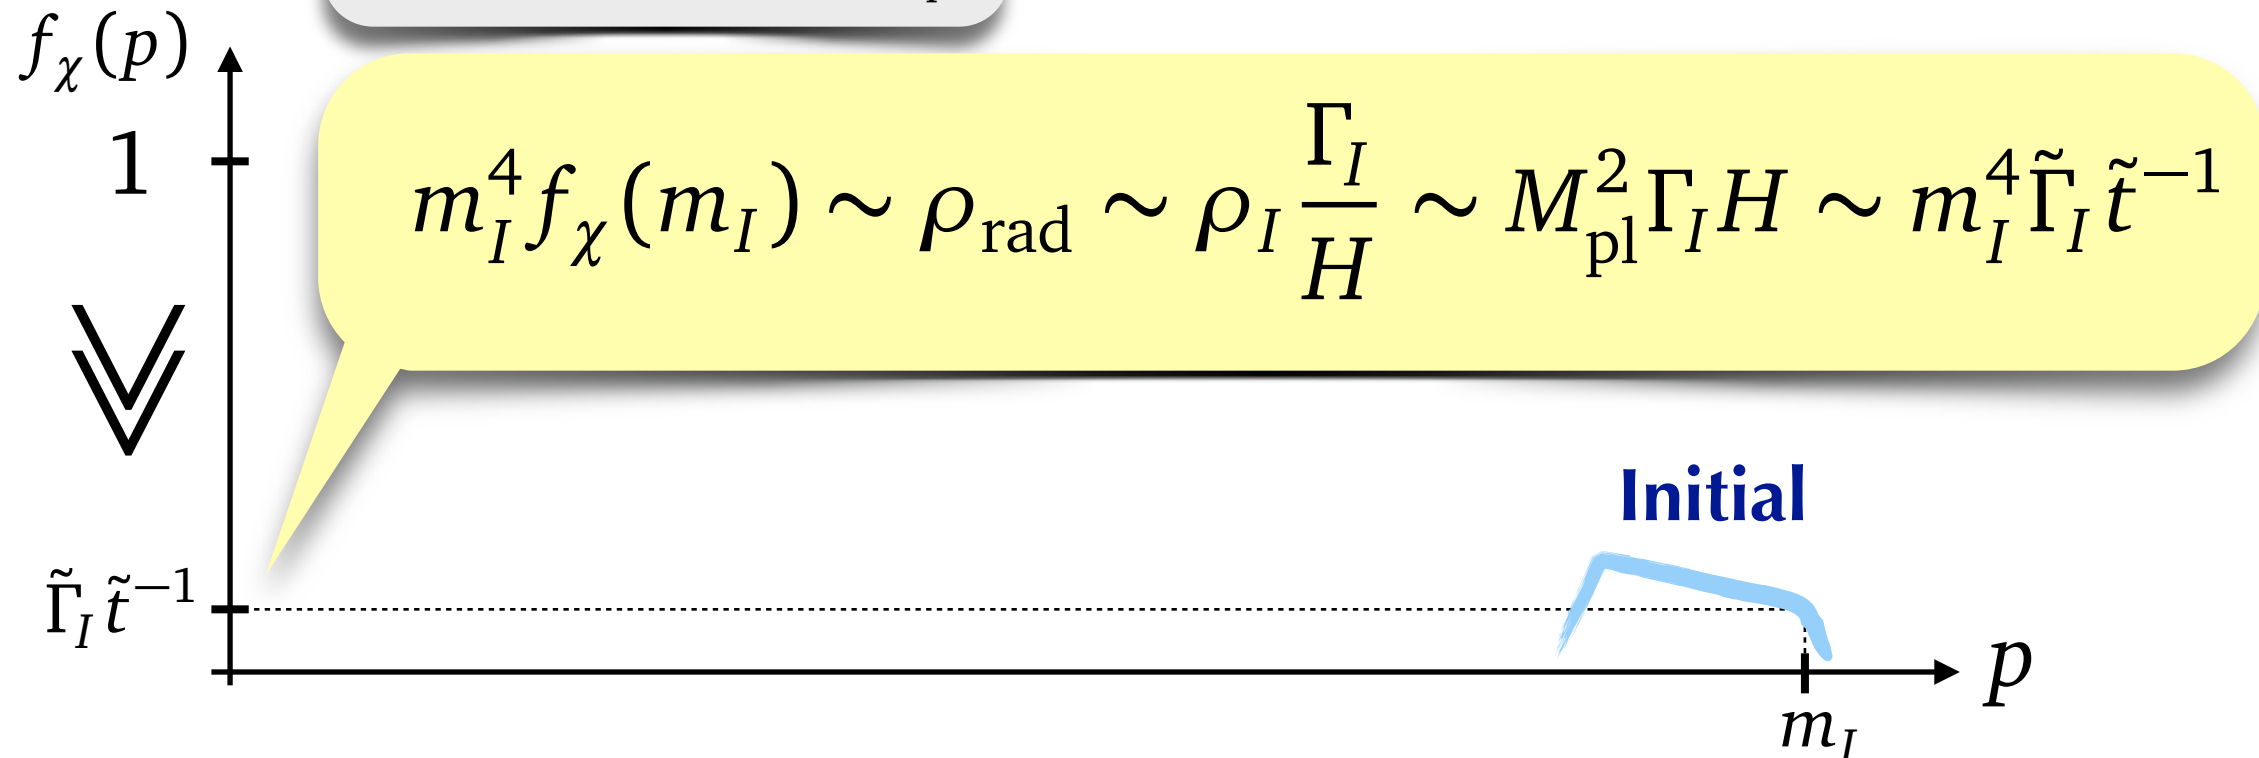 f_χ(p)
1
m_I^4 f_χ(m_I) ∼ ρ_rad ∼ ρ_I Γ_I/H ∼ M_pl^2 Γ_I H ∼ m_I^4 Γ̃_I t̃^{-1}
≫
Initial
Γ̃_I t̃^{-1}
p
m_I